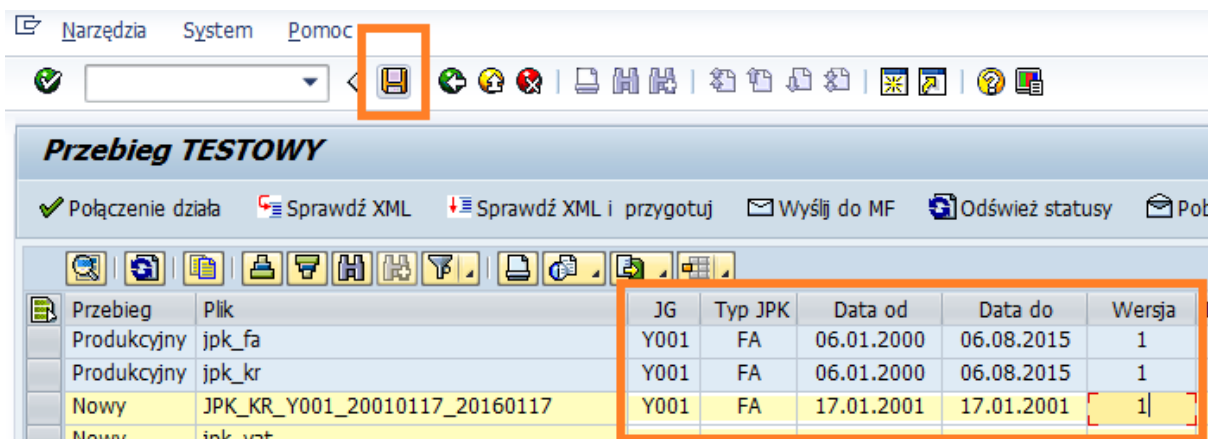 Narzędzia System Pomoc
Przebieg TESTOWY
Połączenie działa Sprawdź XML Sprawdź XML i przygotuj Wyślij do MF Odśwież statusy Pob
Przebieg Plik JG Typ JPK Data od Data do Wersja
Produkcyjny jpk_fa Y001 FA 06.01.2000 06.08.2015 1
Produkcyjny jpk_kr Y001 FA 06.01.2000 06.08.2015 1
Nowy JPK_KR_Y001_20010117_20160117 Y001 FA 17.01.2001 17.01.2001 1
Nowy jpk_vat